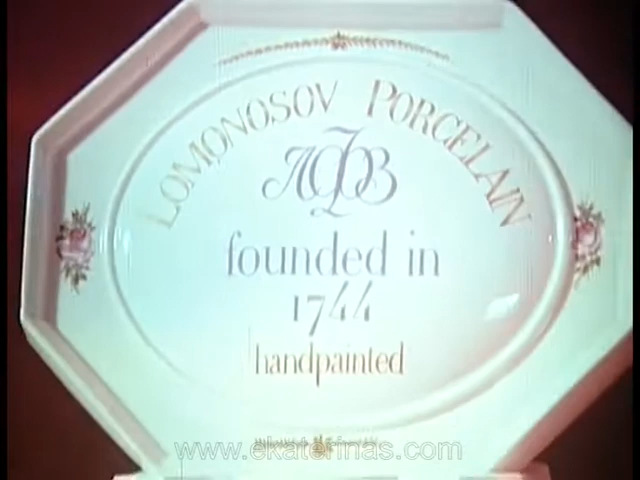 LOMONOSOV PORCELAIN
ЛФЗ
founded in
1744
handpainted
www.ekaterinas.com